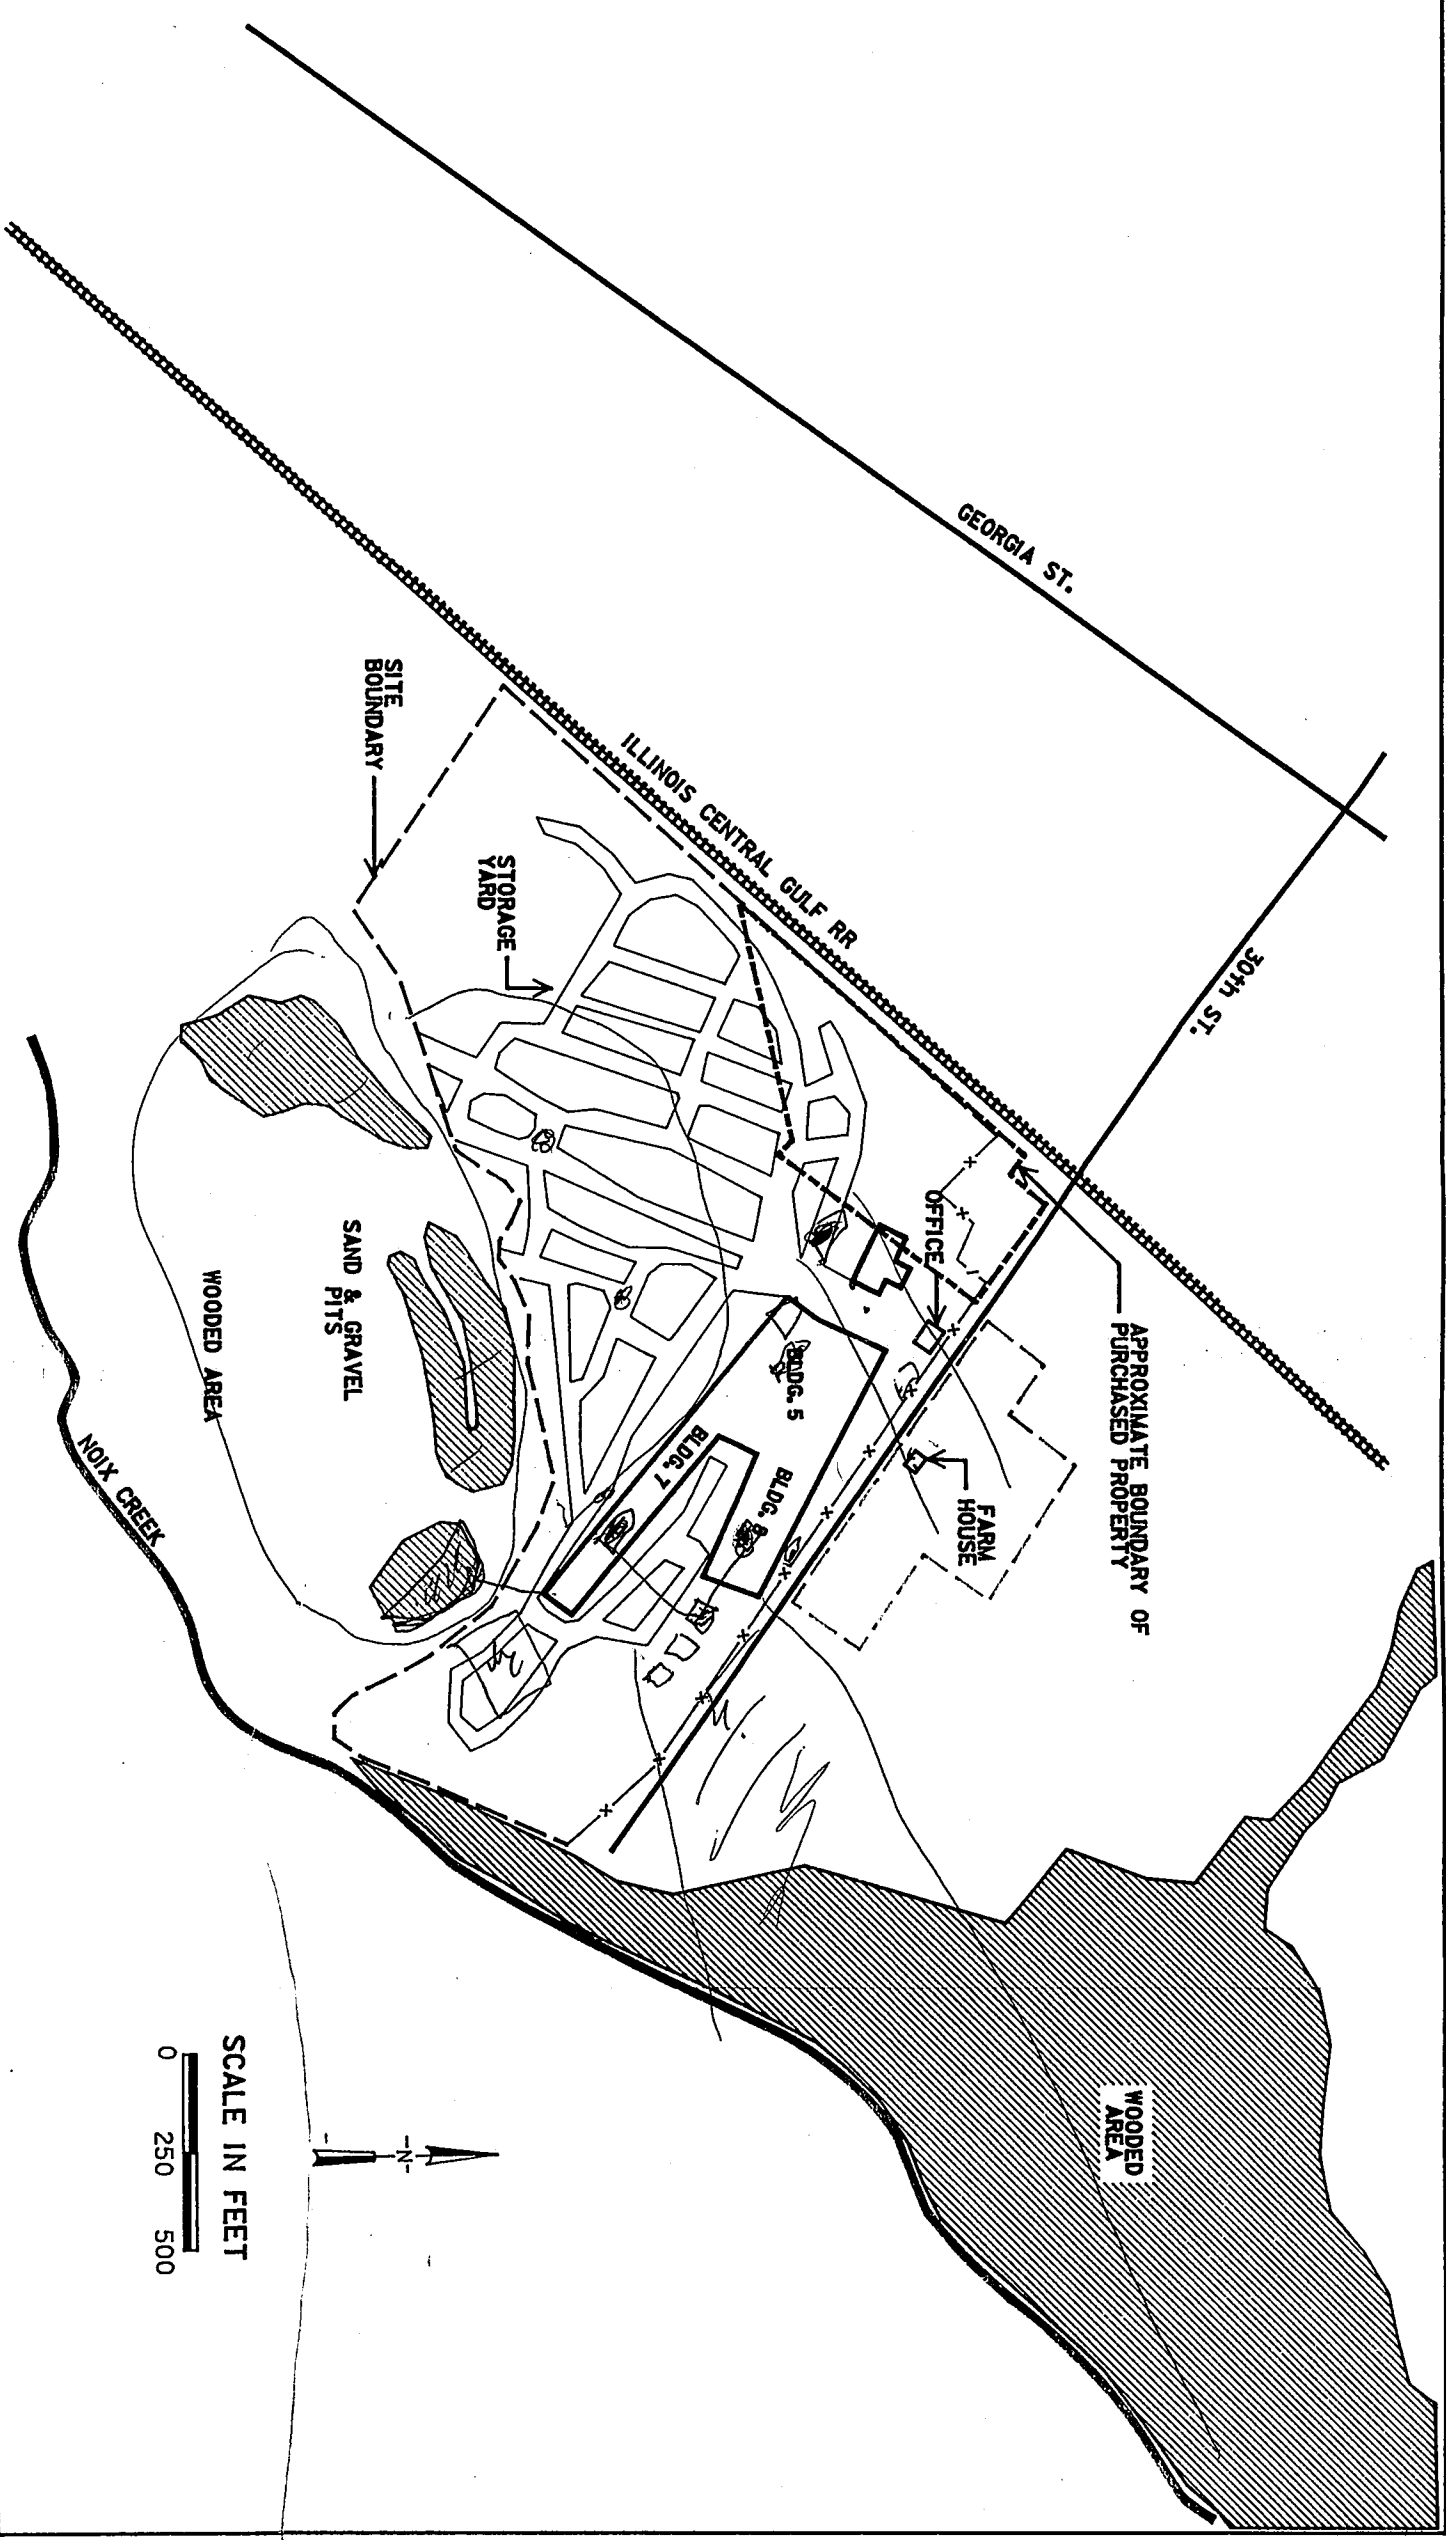 GEORGIA ST.
30th ST.
ILLINOIS CENTRAL GULF RR
APPROXIMATE BOUNDARY OF
PURCHASED PROPERTY
SITE
BOUNDARY
STORAGE
YARD
OFFICE
FARM
HOUSE
BLDG. 5
BLDG. 8
BLDG. 7
SAND & GRAVEL
PITS
WOODED AREA
NOIX CREEK
WOODED
AREA
-N-
SCALE IN FEET
0 250 500